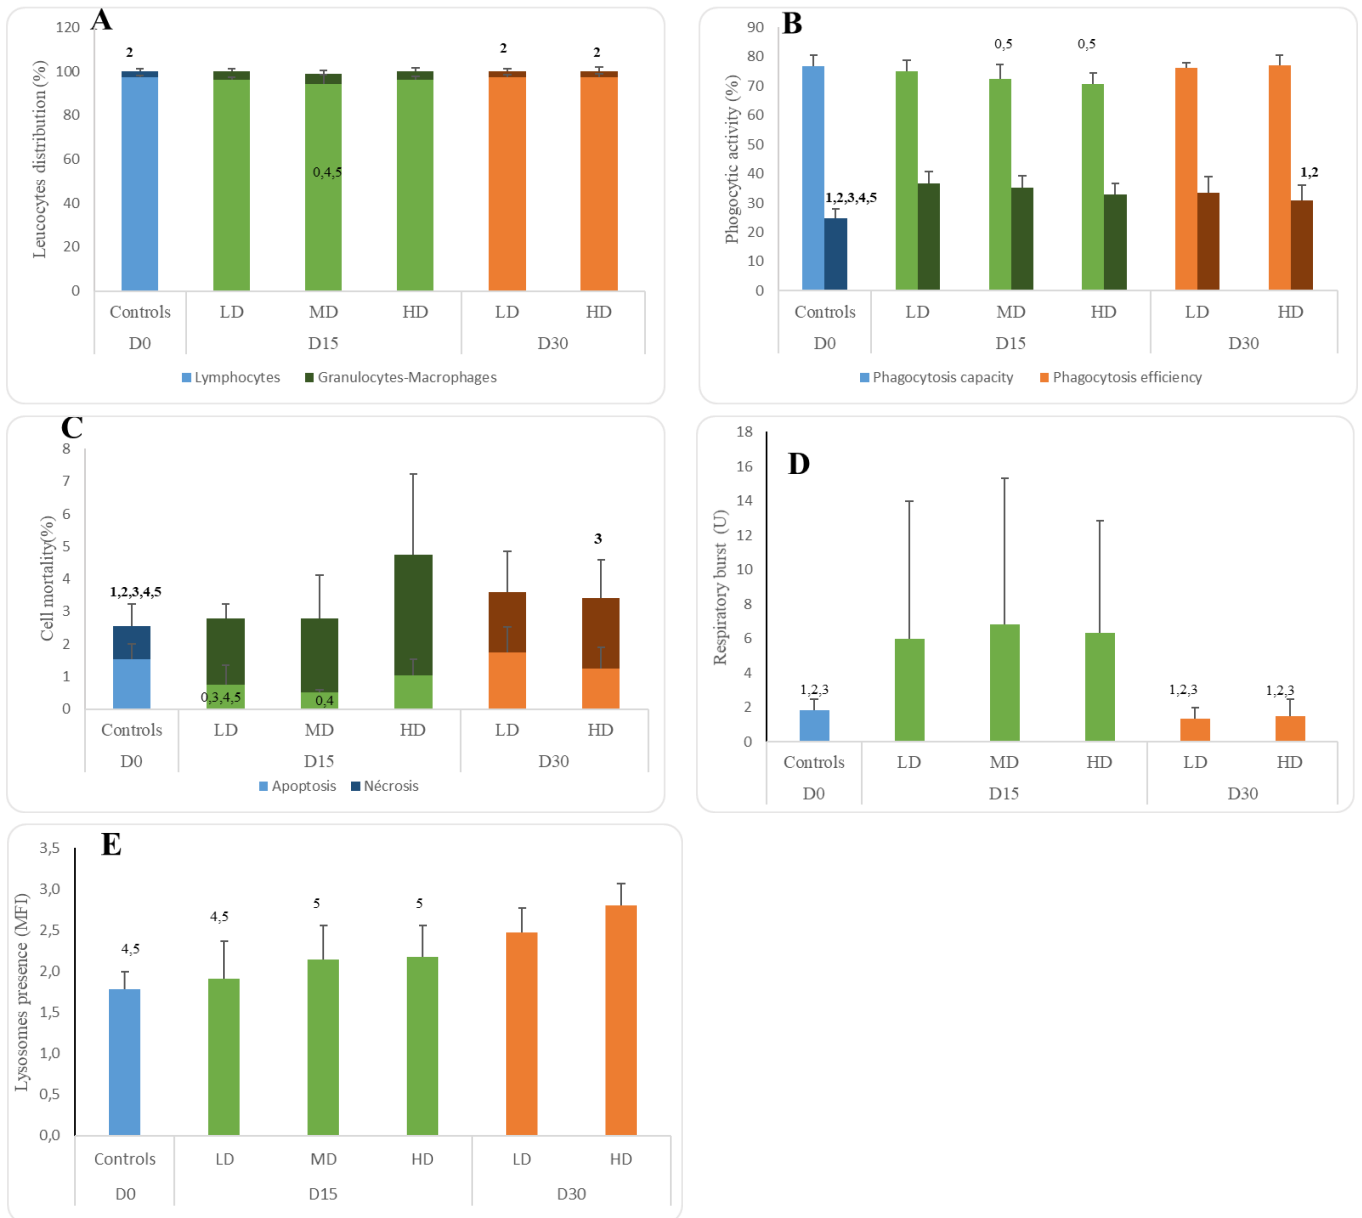 A
Leucocytes distribution (%)
120
100
80
60
40
20
0
2
0,4,5
2
2
Controls LD MD HD LD HD
D0 D15 D30
Lymphocytes Granulocytes-Macrophages
B
Phogocytic activity (%)
90
80
70
60
50
40
30
20
10
0
1,2,3,4,5
0,5
0,5
1,2
Controls LD MD HD LD HD
D0 D15 D30
Phagocytosis capacity Phagocytosis efficiency
C
Cell mortality(%)
8
7
6
5
4
3
2
1
0
1,2,3,4,5
0,3,4,5
0,4
3
Controls LD MD HD LD HD
D0 D15 D30
Apoptosis Nécrosis
D
Respiratory burst (U)
18
16
14
12
10
8
6
4
2
0
1,2,3
1,2,3
1,2,3
Controls LD MD HD LD HD
D0 D15 D30
E
Lysosomes presence (MFI)
3,5
3,0
2,5
2,0
1,5
1,0
0,5
0,0
4,5
4,5
5
5
Controls LD MD HD LD HD
D0 D15 D30